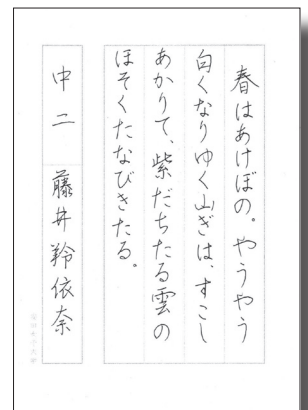 春はあけぼの。やうやう
白くなりゆく山ぎは、すこし
あかりて、紫だちたる雲の
ほそくたなびきたる。
中二 藤井羚依奈